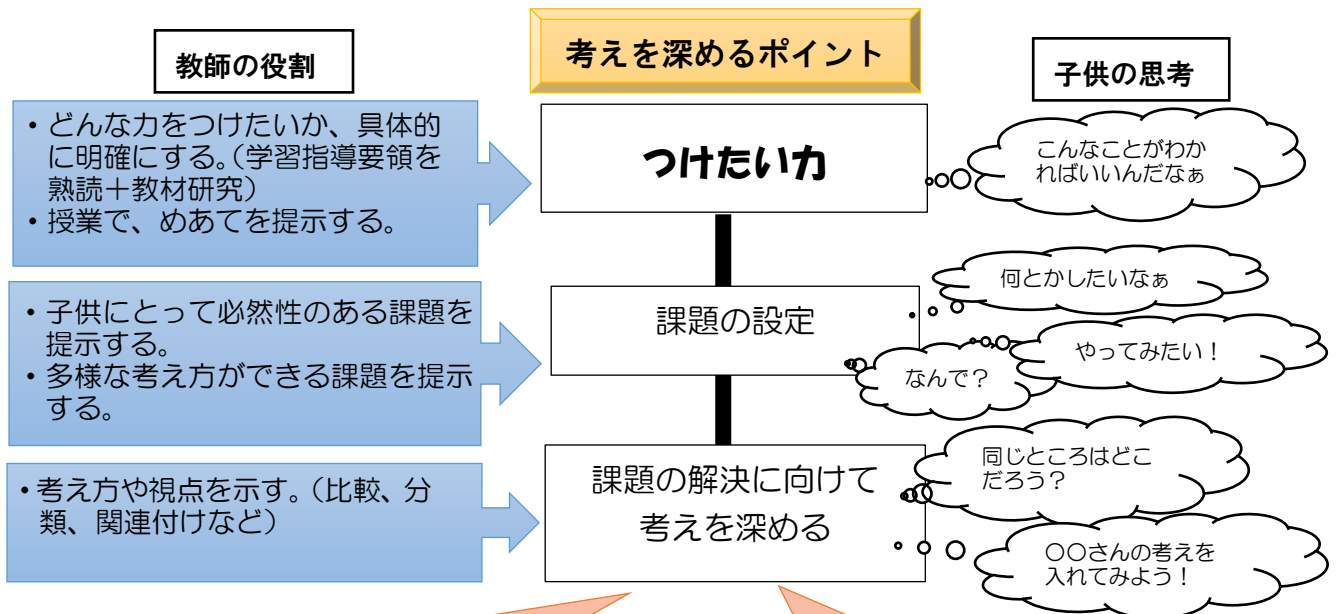 教師の役割
考えを深めるポイント
子供の思考
・どんな力をつけたいか、具体的
に明確にする。(学習指導要領を
熟読+教材研究)
・授業で、めあてを提示する。
つけたい力
こんなことがわか
ればいいんだなぁ
・子供にとって必然性のある課題を
提示する。
・多様な考え方ができる課題を提示
する。
課題の設定
何とかしたいなぁ
やってみたい!
なんで?
・考え方や視点を示す。(比較、分
類、関連付けなど)
課題の解決に向けて
考えを深める
同じところはどこ
だろう?
〇〇さんの考えを
入れてみよう!